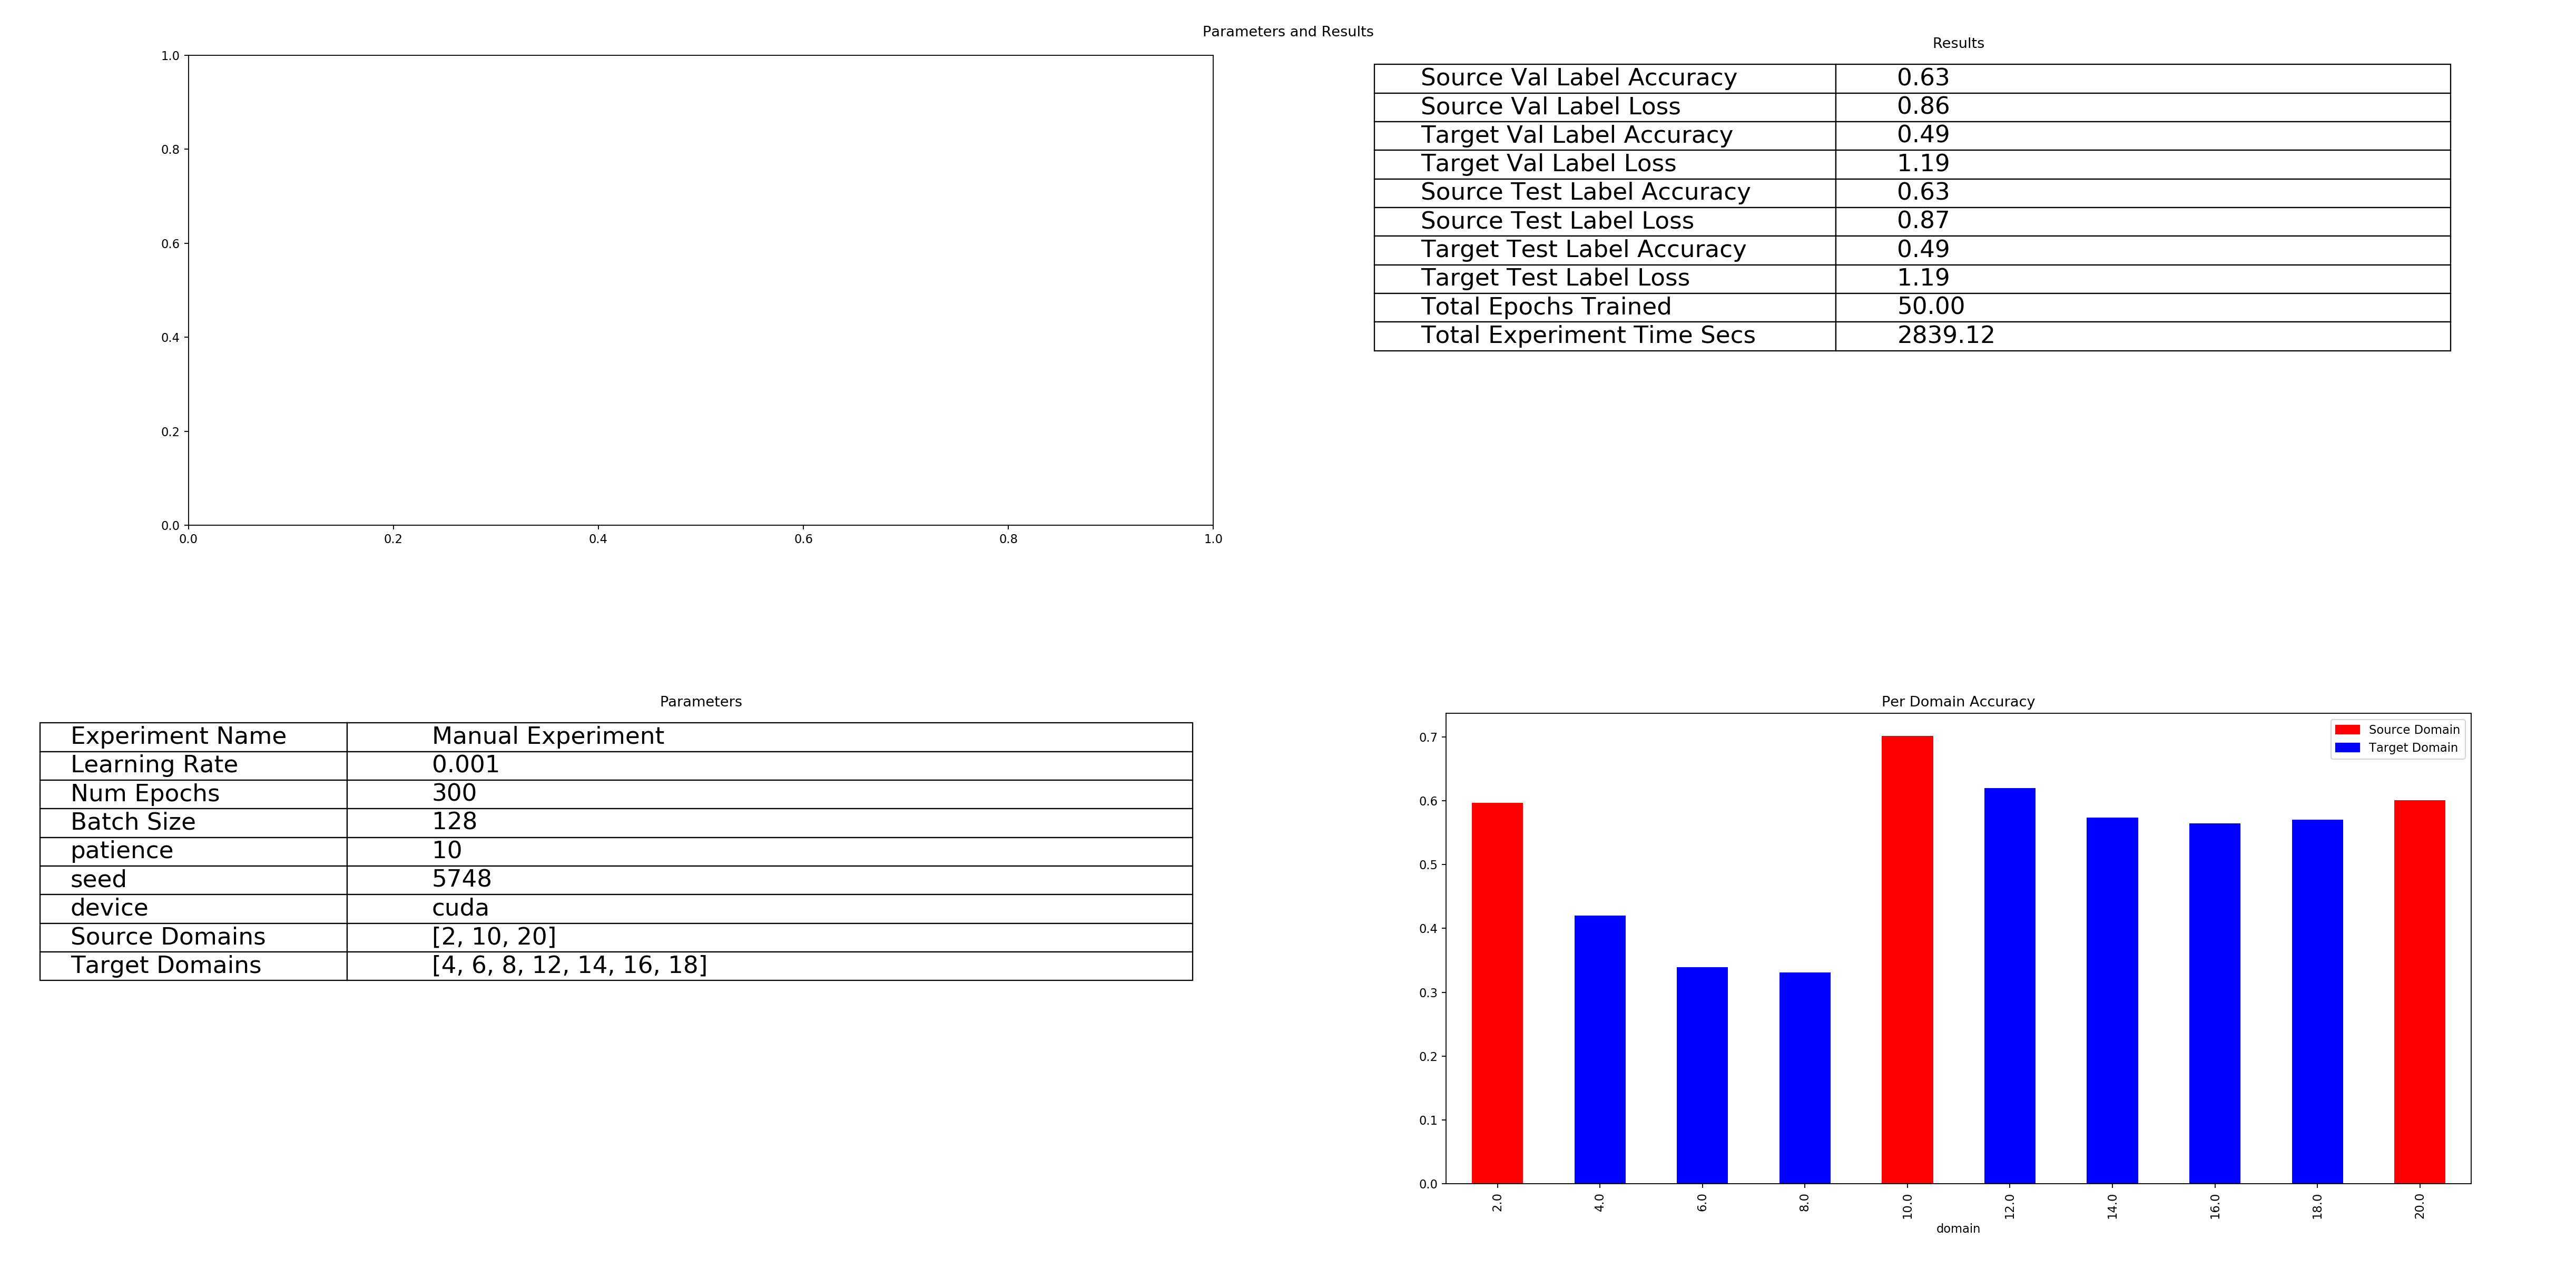 Parameters and Results
1.0
0.8
0.6
0.4
0.2
0.0
0.0 0.2 0.4 0.6 0.8 1.0
Results
Source Val Label Accuracy 0.63
Source Val Label Loss 0.86
Target Val Label Accuracy 0.49
Target Val Label Loss 1.19
Source Test Label Accuracy 0.63
Source Test Label Loss 0.87
Target Test Label Accuracy 0.49
Target Test Label Loss 1.19
Total Epochs Trained 50.00
Total Experiment Time Secs 2839.12
Parameters
Experiment Name Manual Experiment
Learning Rate 0.001
Num Epochs 300
Batch Size 128
patience 10
seed 5748
device cuda
Source Domains [2, 10, 20]
Target Domains [4, 6, 8, 12, 14, 16, 18]
Per Domain Accuracy
Source Domain
Target Domain
0.7
0.6
0.5
0.4
0.3
0.2
0.1
0.0
2.0 4.0 6.0 8.0 10.0 12.0 14.0 16.0 18.0 20.0
domain